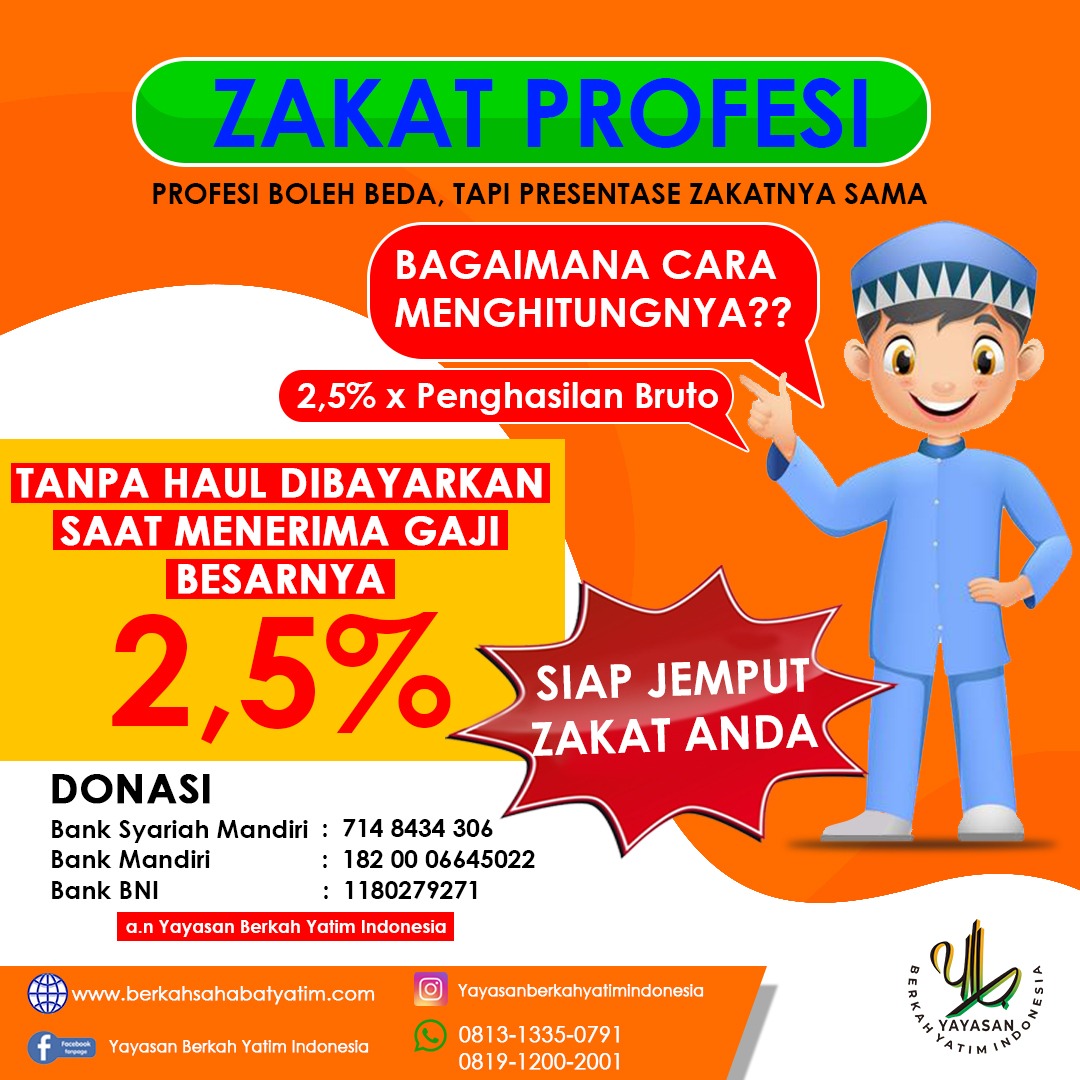 ZAKAT PROFESI
PROFESI BOLEH BEDA, TAPI PRESENTASE ZAKATNYA SAMA
BAGAIMANA CARA
MENGHITUNGNYA??
2,5% x Penghasilan Bruto
TANPA HAUL DIBAYARKAN
SAAT MENERIMA GAJI
BESARNYA
2,5%
SIAP JEMPUT
ZAKAT ANDA
DONASI
Bank Syariah Mandiri : 714 8434 306
Bank Mandiri : 182 00 06645022
Bank BNI : 1180279271
a.n Yayasan Berkah Yatim Indonesia
www.berkahsahabatyatim.com
Yayasanberkahyatimindonesia
Facebook
fanpage
Yayasan Berkah Yatim Indonesia
0813-1335-0791
0819-1200-2001
YAYASAN
BERKAH YATIM INDONESIA